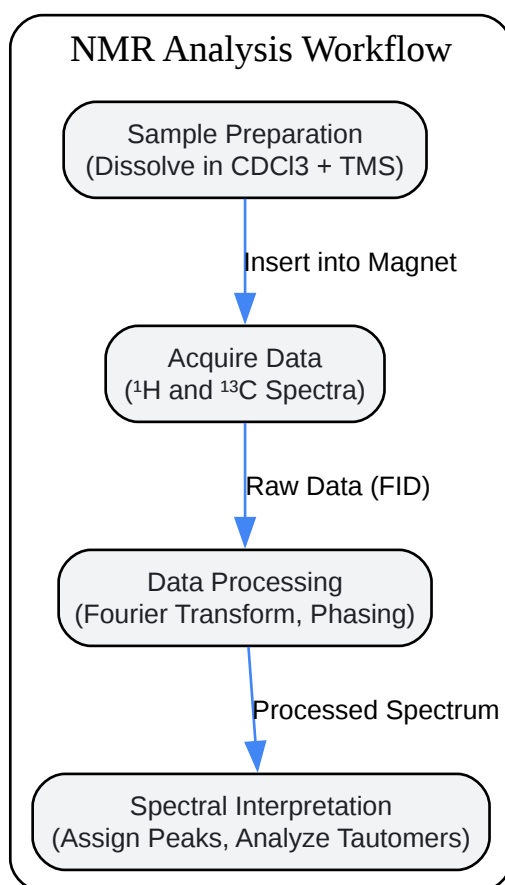 NMR Analysis Workflow
Sample Preparation
(Dissolve in CDCl3 + TMS)
Insert into Magnet
Acquire Data
(¹H and ¹³C Spectra)
Raw Data (FID)
Data Processing
(Fourier Transform, Phasing)
Processed Spectrum
Spectral Interpretation
(Assign Peaks, Analyze Tautomers)